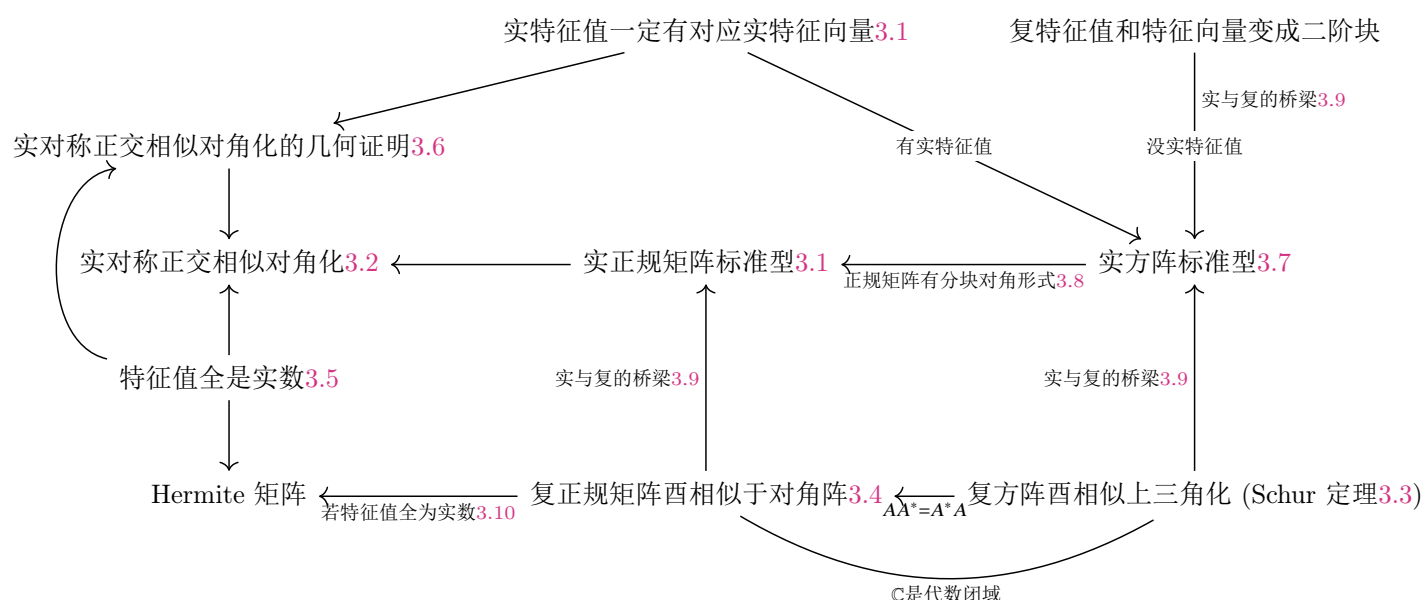 实特征值一定有对应实特征向量3.1
复特征值和特征向量变成二阶块
实与复的桥梁3.9
实对称正交相似对角化的几何证明3.6
有实特征值
没实特征值
实对称正交相似对角化3.2
实正规矩阵标准型3.1
实方阵标准型3.7
正规矩阵有分块对角形式3.8
特征值全是实数3.5
实与复的桥梁3.9
实与复的桥梁3.9
Hermite 矩阵
复正规矩阵酉相似于对角阵3.4
复方阵酉相似上三角化 (Schur 定理3.3)
若特征值全为实数3.10
AA*=A*A
ℂ是代数闭域